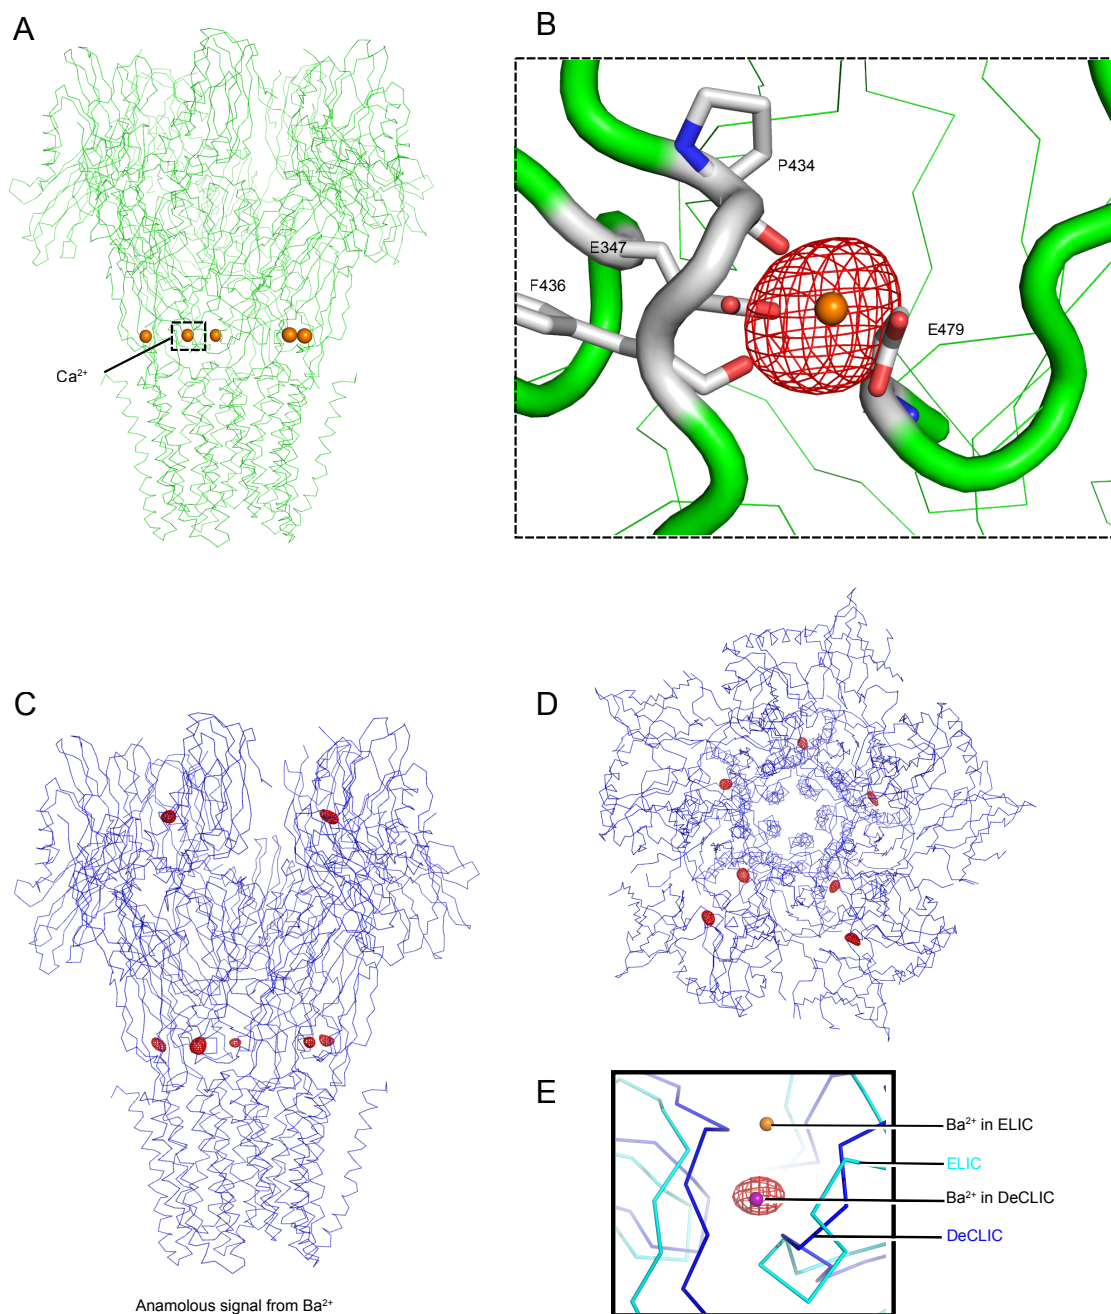 A
B
P434
E347
F436
E479
Ca²⁺
C
D
E
Ba²⁺ in ELIC
ELIC
Ba²⁺ in DeCLIC
DeCLIC
Anamolous signal from Ba²⁺